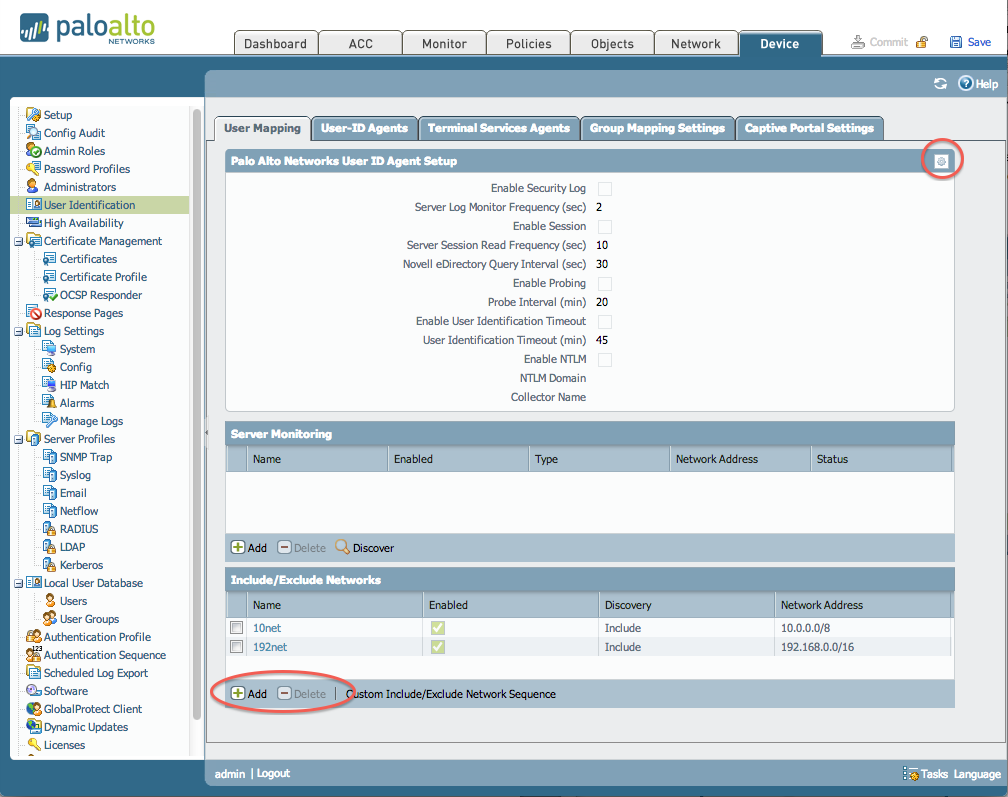 paloalto
NETWORKS
Dashboard ACC Monitor Policies Objects Network Device Commit Save
Help
Setup
Config Audit
Admin Roles
Password Profiles
Administrators
User Identification
High Availability
Certificate Management
Certificates
Certificate Profile
OCSP Responder
Response Pages
Log Settings
System
Config
HIP Match
Alarms
Manage Logs
Server Profiles
SNMP Trap
Syslog
Email
Netflow
RADIUS
LDAP
Kerberos
Local User Database
Users
User Groups
Authentication Profile
Authentication Sequence
Scheduled Log Export
Software
GlobalProtect Client
Dynamic Updates
Licenses
User Mapping User-ID Agents Terminal Services Agents Group Mapping Settings Captive Portal Settings
Palo Alto Networks User ID Agent Setup
Enable Security Log
Server Log Monitor Frequency (sec) 2
Enable Session
Server Session Read Frequency (sec) 10
Novell eDirectory Query Interval (sec) 30
Enable Probing
Probe Interval (min) 20
Enable User Identification Timeout
User Identification Timeout (min) 45
Enable NTLM
NTLM Domain
Collector Name
Server Monitoring
Name Enabled Type Network Address Status
Add Delete Discover
Include/Exclude Networks
Name Enabled Discovery Network Address
10net Include 10.0.0.0/8
192net Include 192.168.0.0/16
Add Delete | Custom Include/Exclude Network Sequence
admin | Logout Tasks Language